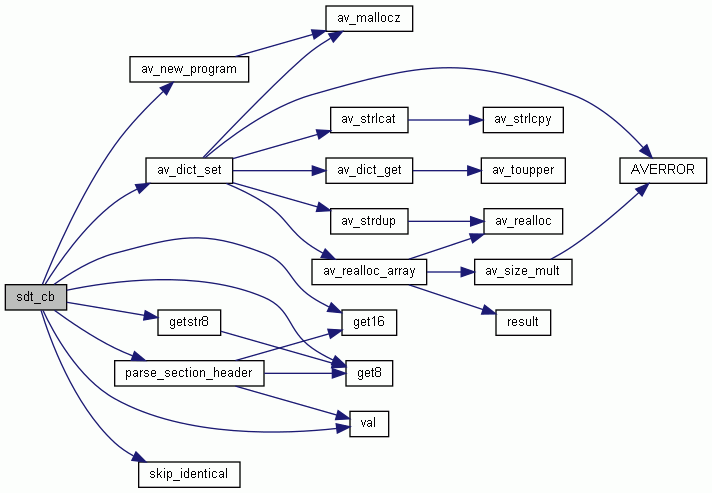 av_mallocz
av_new_program
av_strlcat
av_strlcpy
av_dict_set
av_dict_get
av_toupper
AVERROR
av_strdup
av_realloc
av_realloc_array
av_size_mult
sdt_cb
getstr8
get16
result
parse_section_header
get8
val
skip_identical